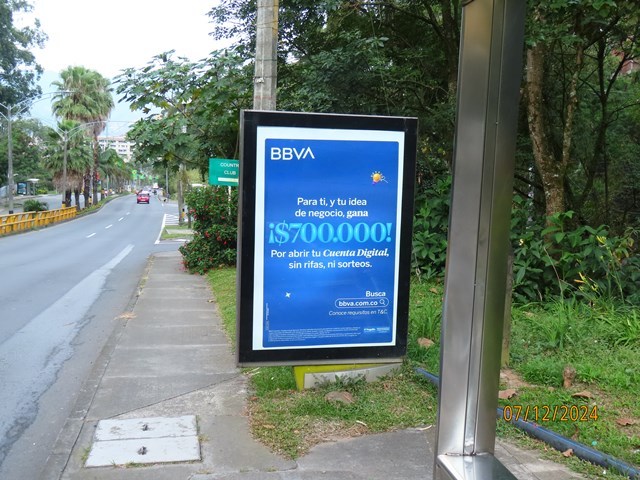 BBVA
COUNTRY
CLUB
Para ti, y tu idea
de negocio, gana
¡$700.000!
Por abrir tu Cuenta Digital,
sin rifas, ni sorteos.
Busca
bbva.com.co
Conoce requisitos en T&C.
07/12/2024